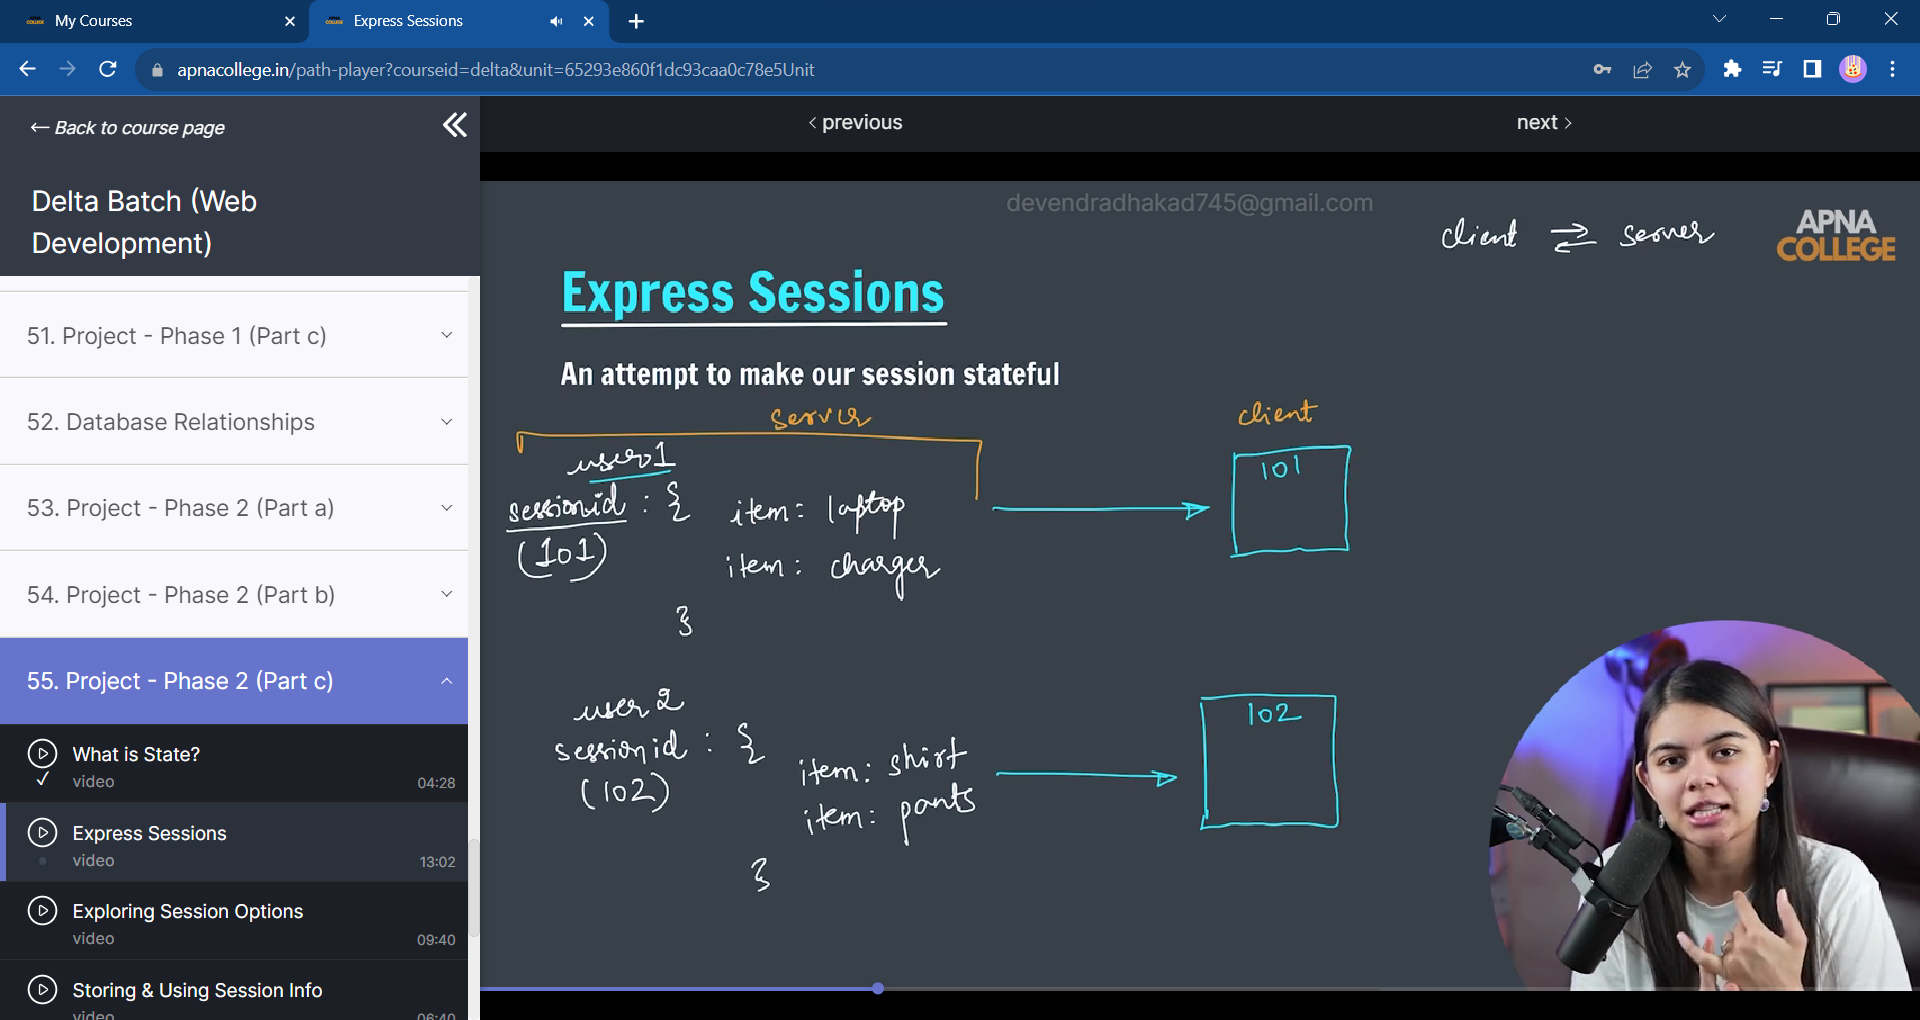 My Courses
Express Sessions
apnacollege.in/path-player?courseid=delta&unit=65293e860f1dc93caa0c78e5Unit
← Back to course page
Delta Batch (Web
Development)
51. Project - Phase 1 (Part c)
52. Database Relationships
53. Project - Phase 2 (Part a)
54. Project - Phase 2 (Part b)
55. Project - Phase 2 (Part c)
What is State?
video 04:28
Express Sessions
video 13:02
Exploring Session Options
video 09:40
Storing & Using Session Info
video 06:40
< previous
next >
devendradhakad745@gmail.com
client ⇌ server
APNA
COLLEGE
Express Sessions
An attempt to make our session stateful
server
client
user1
sessionid : { item: laptop
(101)
item: charger
}
101
user2
sessionid : {
(102)
item: shirt
item: pants
}
102